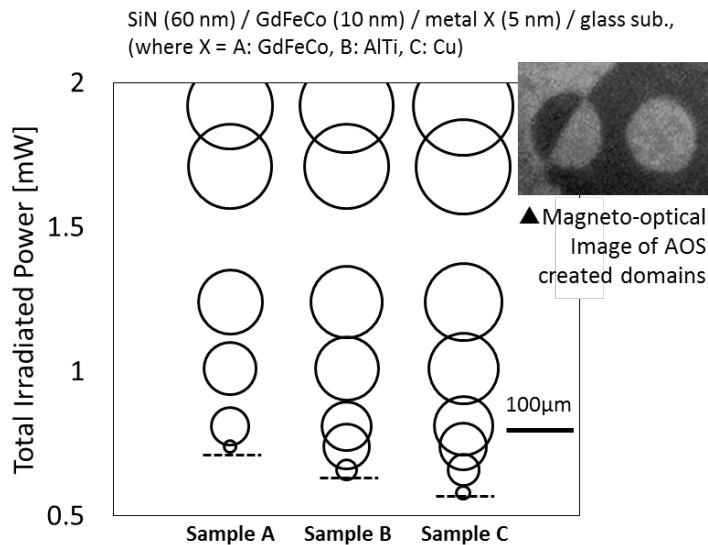 SiN (60 nm) / GdFeCo (10 nm) / metal X (5 nm) / glass sub.,
(where X = A: GdFeCo, B: AlTi, C: Cu)
Total Irradiated Power [mW]
2
1.5
1
0.5
▲Magneto-optical
Image of AOS
created domains
100μm
Sample A
Sample B
Sample C